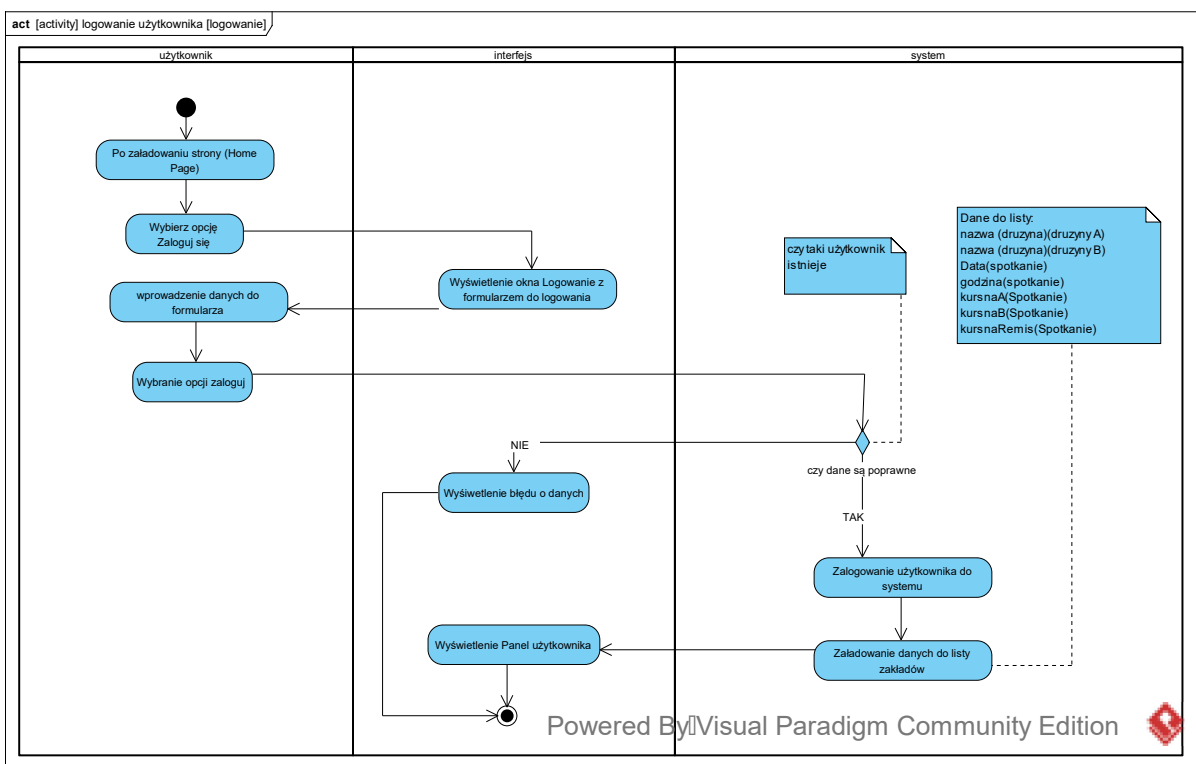 act [activity] logowanie użytkownika [logowanie]
użytkownik
interfejs
system
Po załadowaniu strony (Home
Page)
Wybierz opcję
Zaloguj się
Wyświetlenie okna Logowanie z
formularzem do logowania
wprowadzenie danych do
formularza
Wybranie opcji zaloguj
czy taki użytkownik
istnieje
Dane do listy:
nazwa (druzyna)(druzyny A)
nazwa (druzyna)(druzyny B)
Data(spotkanie)
godzina(spotkanie)
kursnaA(Spotkanie)
kursnaB(Spotkanie)
kursnaRemis(Spotkanie)
NIE
czy dane są poprawne
Wyśiwetlenie błędu o danych
TAK
Zalogowanie użytkownika do
systemu
Wyświetlenie Panel użytkownika
Załadowanie danych do listy
zakładów
Powered By Visual Paradigm Community Edition